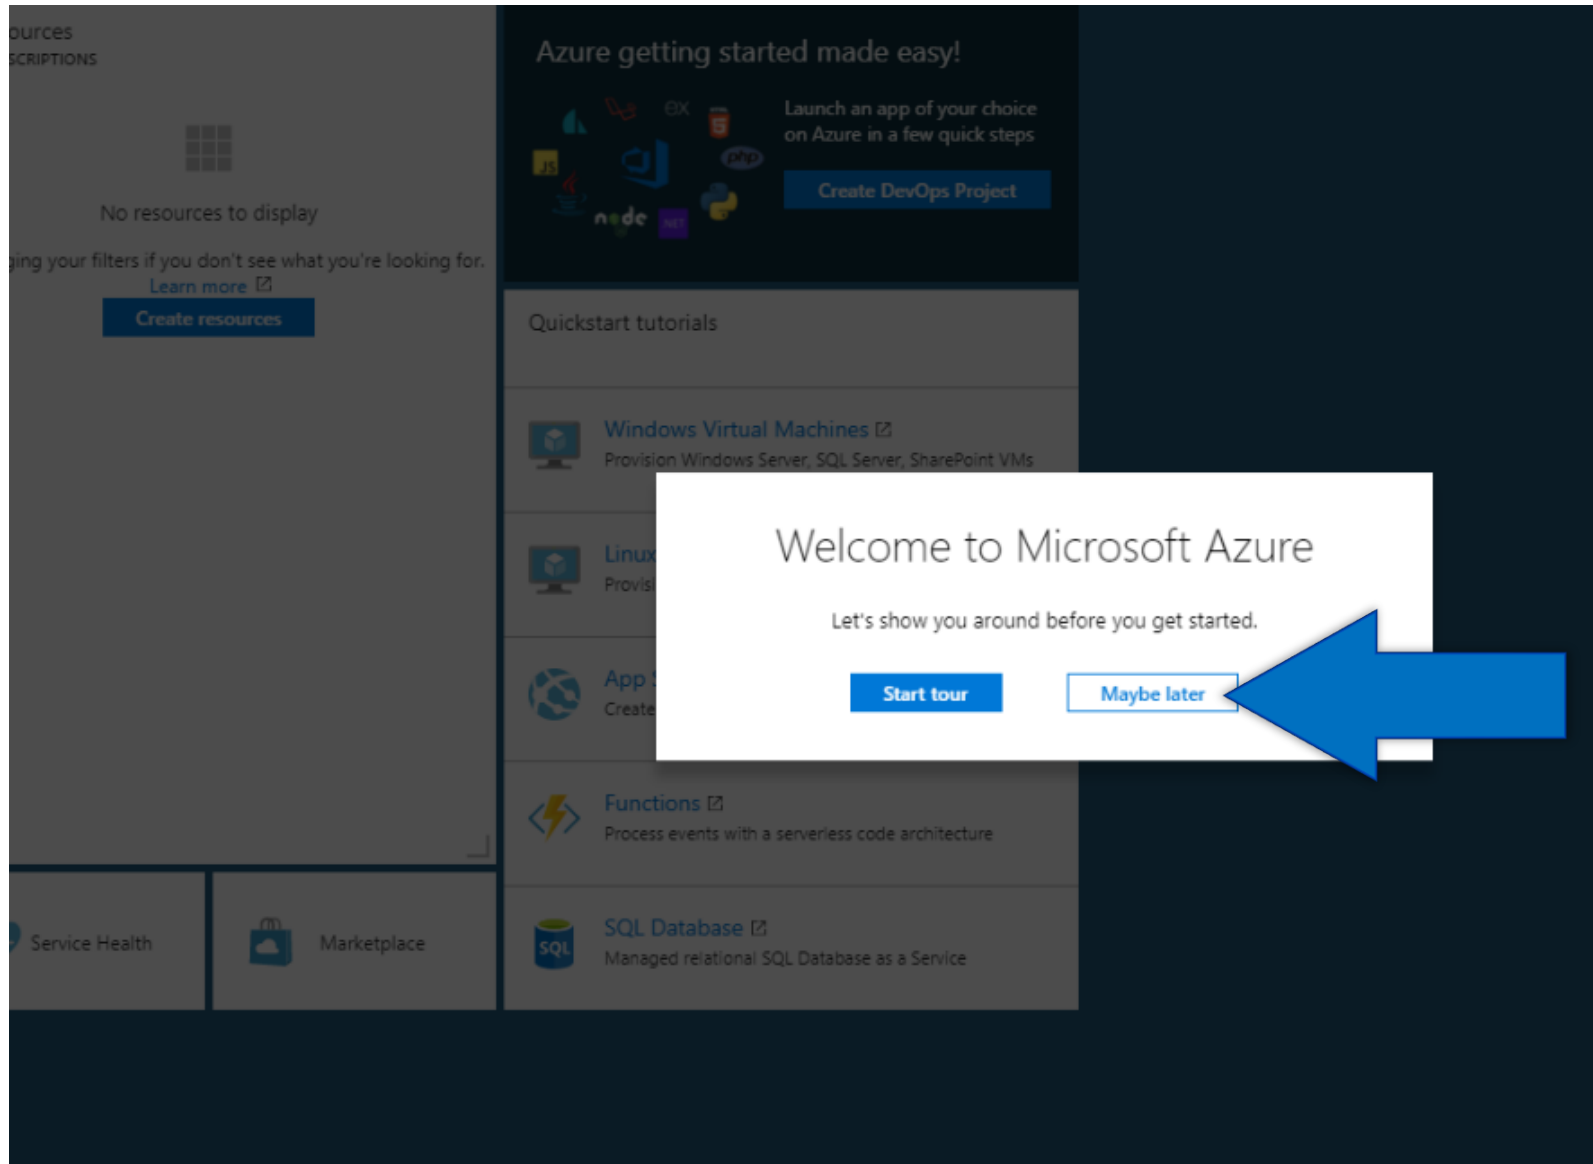 ources
SCRIPTIONS
No resources to display
ging your filters if you don't see what you're looking for.
Learn more
Create resources
Service Health
Marketplace
Azure getting started made easy!
ex
5
JS
php
node
.NET
Launch an app of your choice
on Azure in a few quick steps
Create DevOps Project
Quickstart tutorials
Windows Virtual Machines
Provision Windows Server, SQL Server, SharePoint VMs
Linux
Provisi
App S
Create
Functions
Process events with a serverless code architecture
SQL
SQL Database
Managed relational SQL Database as a Service
Welcome to Microsoft Azure
Let's show you around before you get started.
Start tour
Maybe later